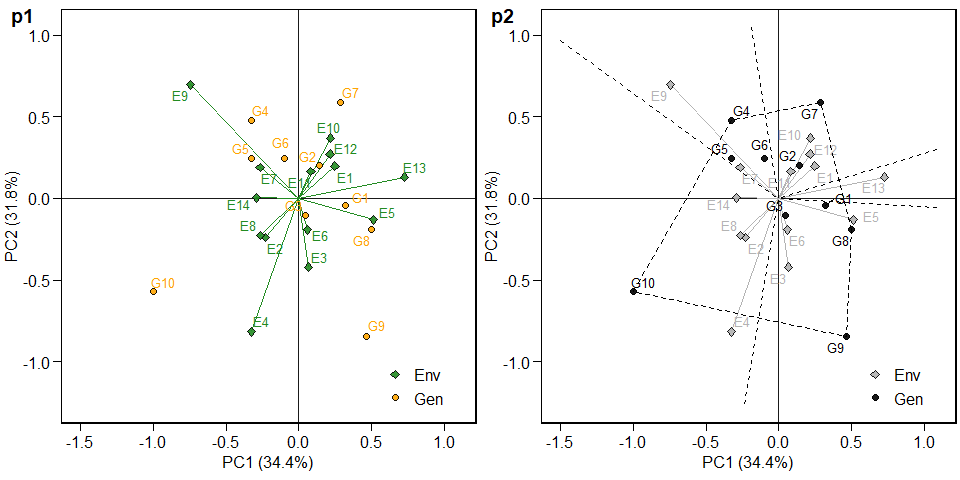 p1
PC2 (31.8%)
1.0
0.5
0.0
-0.5
-1.0
E9
G7
G4
E10
G6
E12
G5
G2
E7
E1
E13
E14
G1
E5
E8
E2
E6
G8
E3
G10
E4
G9
Env
Gen
-1.5
-1.0
-0.5
0.0
0.5
1.0
PC1 (34.4%)
p2
PC2 (31.8%)
1.0
0.5
0.0
-0.5
-1.0
E9
G4
G7
E10
G5
G6
G2
E12
E7
E1
E13
E14
G3
G1
E5
E8
E2
E6
G8
E3
G10
E4
G9
Env
Gen
-1.5
-1.0
-0.5
0.0
0.5
1.0
PC1 (34.4%)